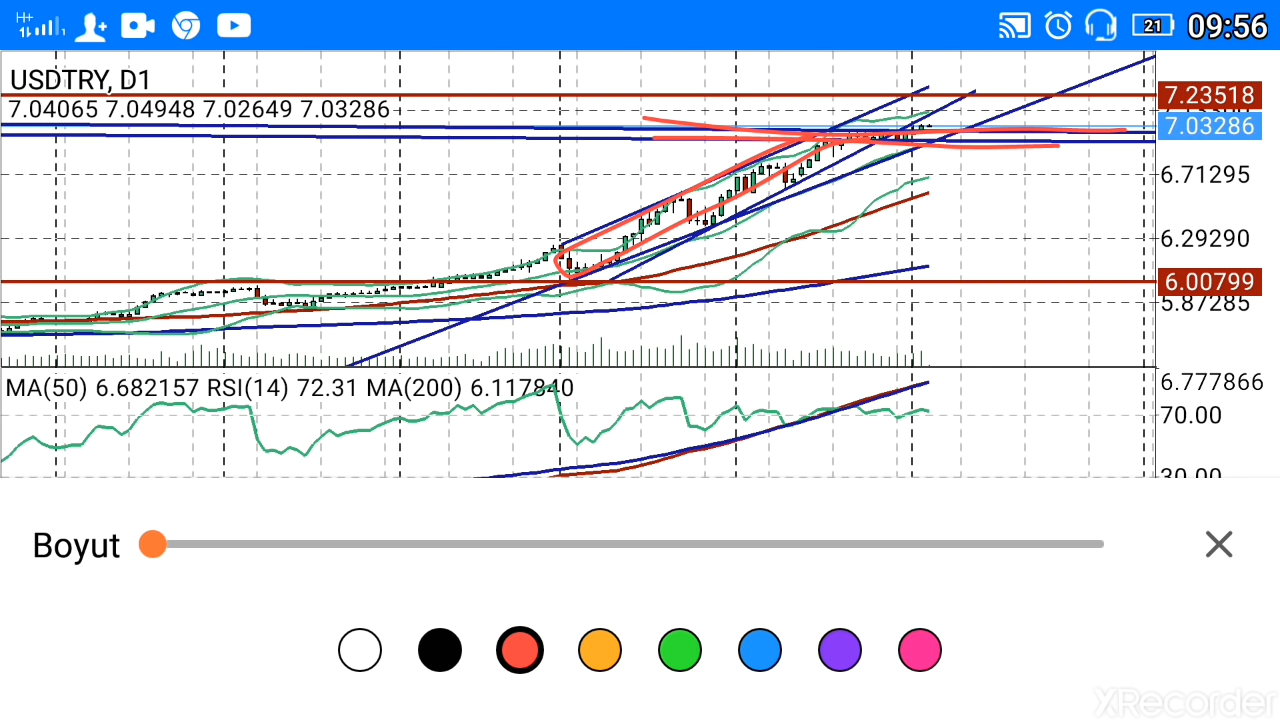 H+ 21 09:56
USDTRY, D1
7.23518
7.04065 7.04948 7.02649 7.03286
7.03286
6.71295
6.29290
6.00799
5.87285
MA(50) 6.682157 RSI(14) 72.31 MA(200) 6.117840
6.7777866
70.00
30.00
Boyut
XRecorder